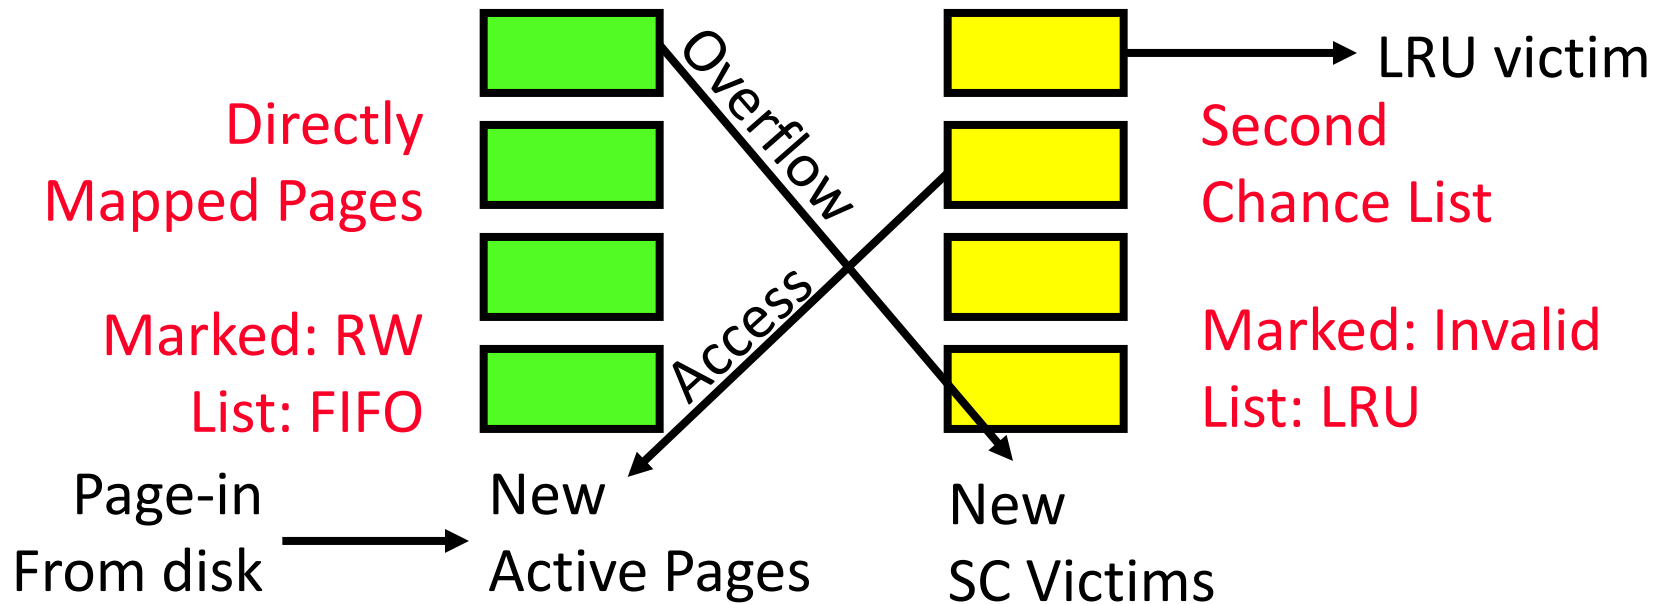 Directly
Mapped Pages
Marked: RW
List: FIFO
Page-in
From disk
Overflow
Access
New
Active Pages
New
SC Victims
LRU victim
Second
Chance List
Marked: Invalid
List: LRU